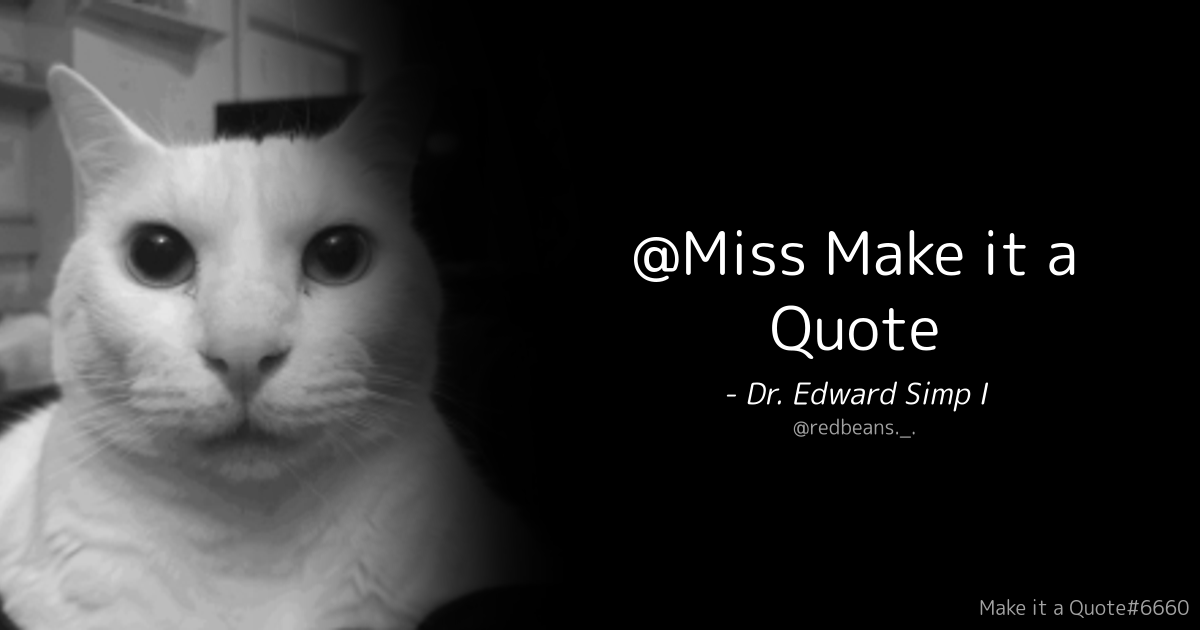 @Miss Make it a
Quote
- Dr. Edward Simp I
@redbeans._.
Make it a Quote#6660